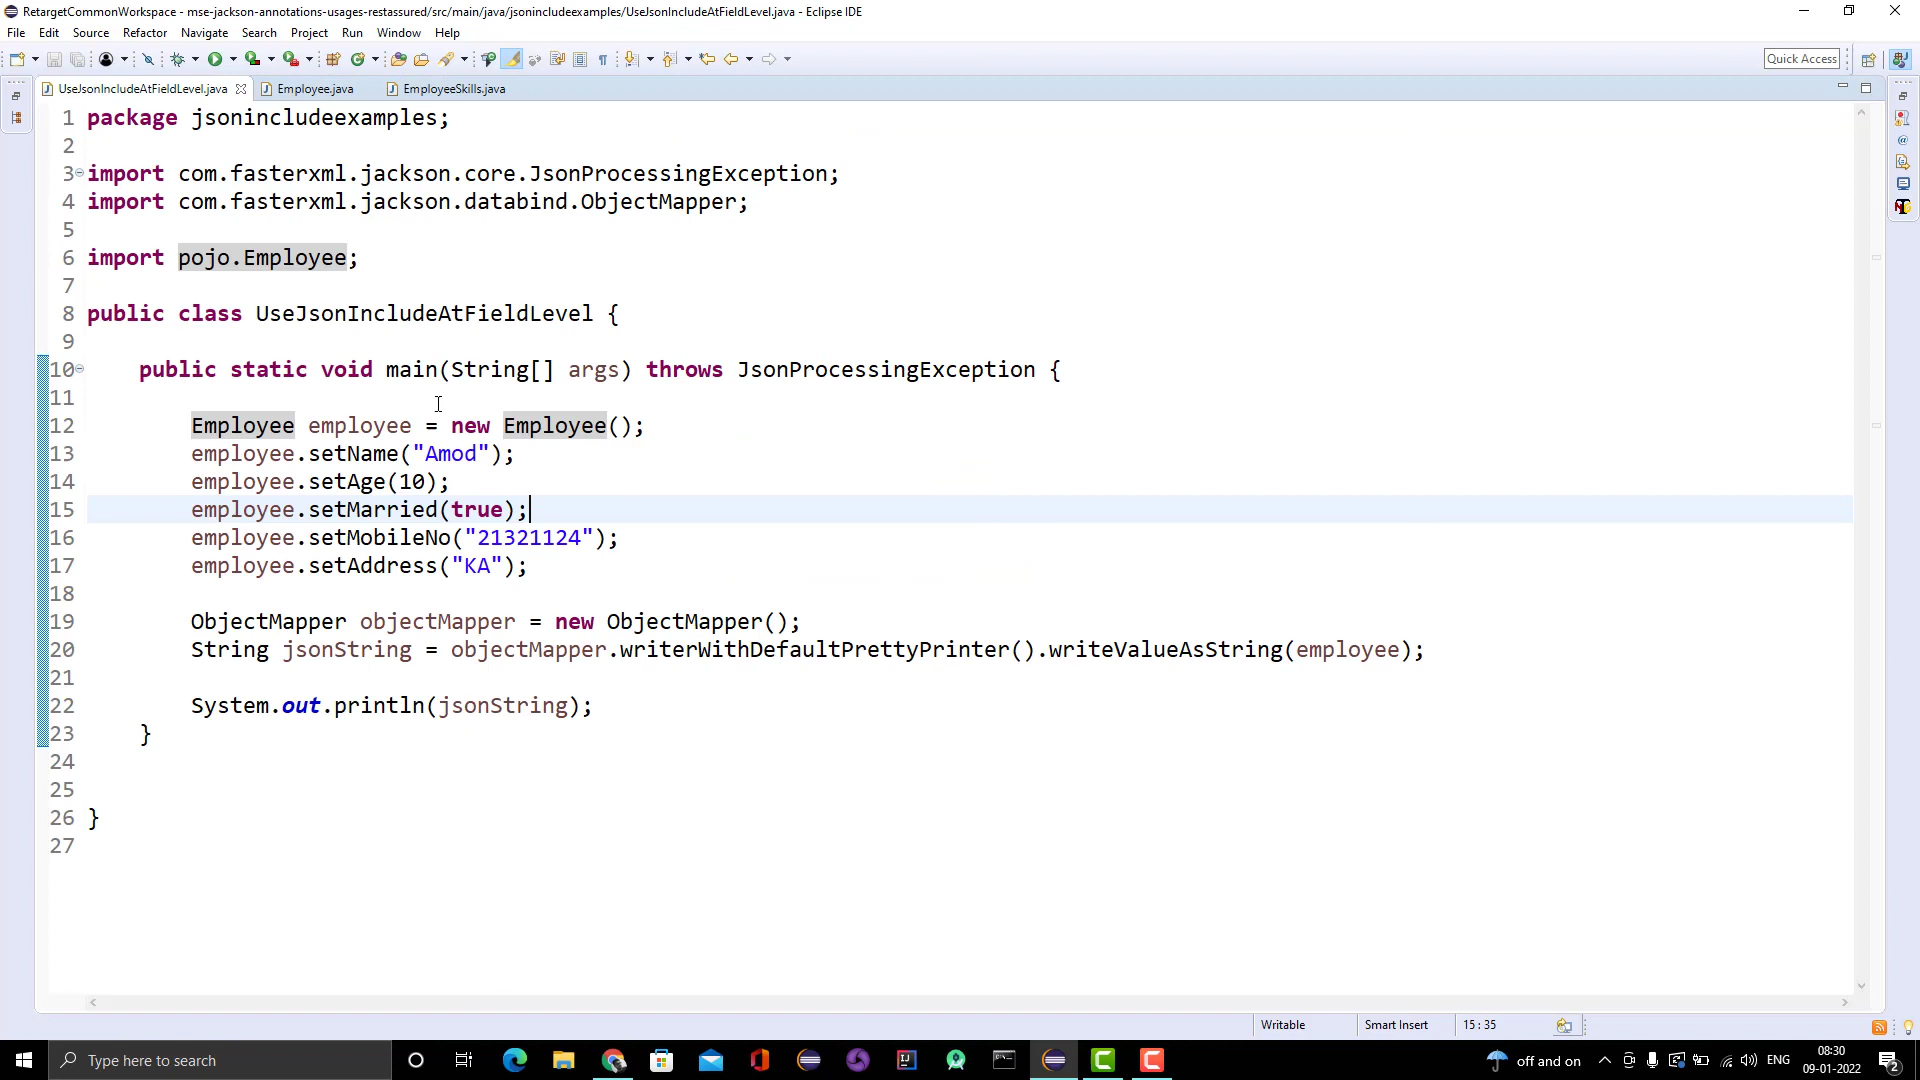 RetargetCommonWorkspace - mse-jackson-annotations-usages-restassured/src/main/java/jsonincludeexamples/UseJsonIncludeAtFieldLevel.java - Eclipse IDE
File Edit Source Refactor Navigate Search Project Run Window Help
Quick Access
UseJsonIncludeAtFieldLevel.java Employee.java EmployeeSkills.java
1 package jsonincludeexamples;
2
3 import com.fasterxml.jackson.core.JsonProcessingException;
4 import com.fasterxml.jackson.databind.ObjectMapper;
5
6 import pojo.Employee;
7
8 public class UseJsonIncludeAtFieldLevel {
9
10 public static void main(String[] args) throws JsonProcessingException {
11
12 Employee employee = new Employee();
13 employee.setName("Amod");
14 employee.setAge(10);
15 employee.setMarried(true);
16 employee.setMobileNo("21321124");
17 employee.setAddress("KA");
18
19 ObjectMapper objectMapper = new ObjectMapper();
20 String jsonString = objectMapper.writerWithDefaultPrettyPrinter().writeValueAsString(employee);
21
22 System.out.println(jsonString);
23 }
24
25
26 }
27
Writable Smart Insert 15 : 35
Type here to search
off and on ENG 08:30
09-01-2022
2